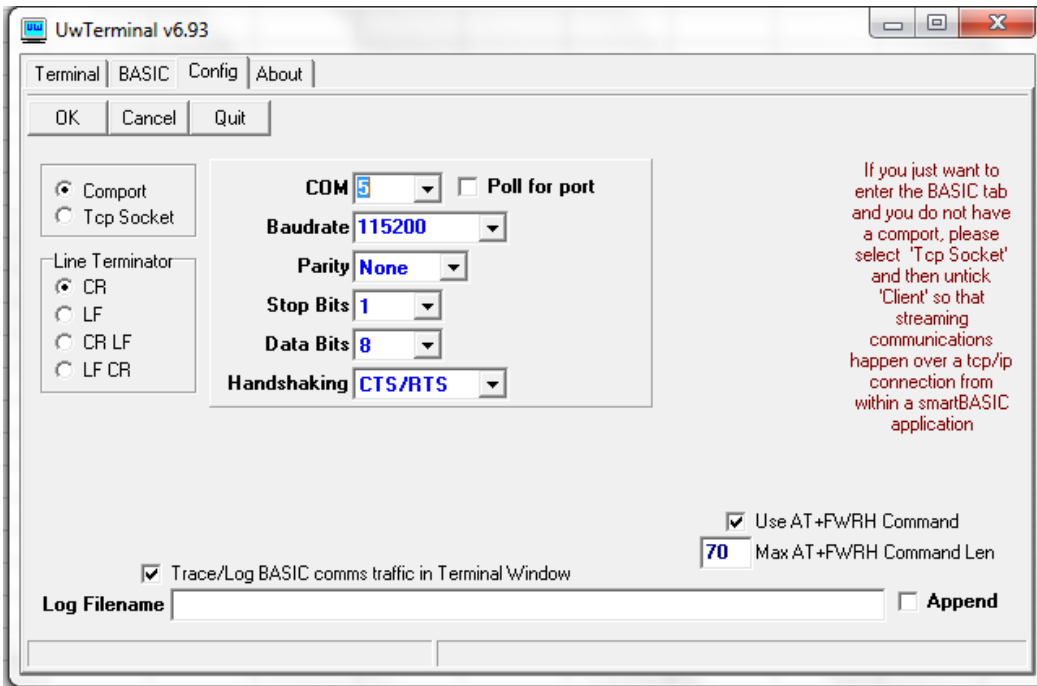 UwTerminal v6.93
Terminal BASIC Config About
OK Cancel Quit
Comport
Tcp Socket
Line Terminator
CR
LF
CR LF
LF CR
COM 5 Poll for port
Baudrate 115200
Parity None
Stop Bits 1
Data Bits 8
Handshaking CTS/RTS
If you just want to
enter the BASIC tab
and you do not have
a comport, please
select 'Tcp Socket'
and then untick
'Client' so that
streaming
communications
happen over a tcp/ip
connection from
within a smartBASIC
application
Use AT+FWRH Command
70 Max AT+FWRH Command Len
Trace/Log BASIC comms traffic in Terminal Window
Log Filename Append